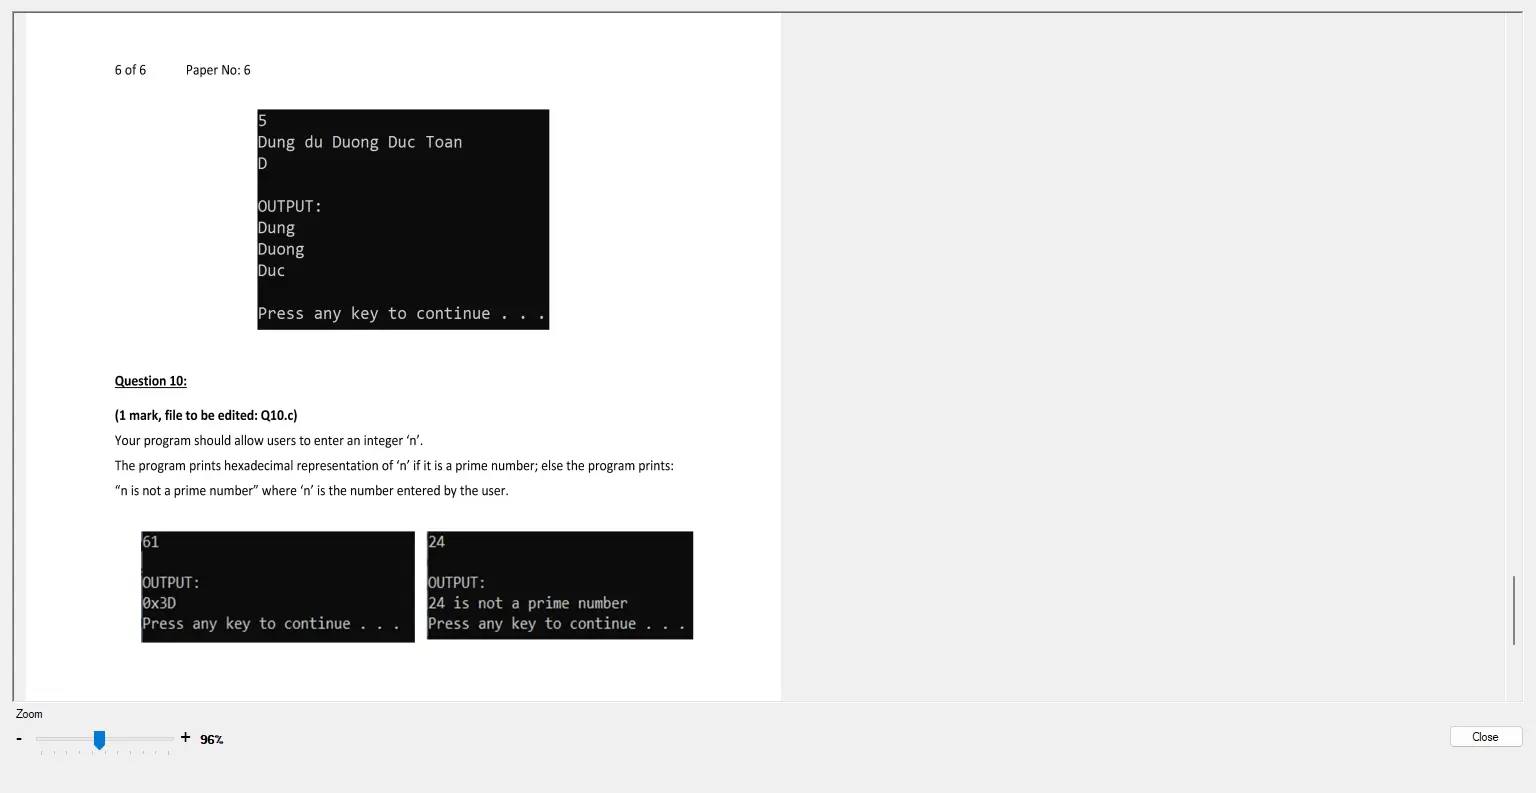 6 of 6 Paper No: 6
5
Dung du Duong Duc Toan
D
OUTPUT:
Dung
Duong
Duc
Press any key to continue . . .
Question 10:
(1 mark, file to be edited: Q10.c)
Your program should allow users to enter an integer ‘n’.
The program prints hexadecimal representation of ‘n’ if it is a prime number; else the program prints:
“n is not a prime number” where ‘n’ is the number entered by the user.
61
OUTPUT:
0x3D
Press any key to continue . . .
24
OUTPUT:
24 is not a prime number
Press any key to continue . . .
Zoom
- + 96%
Close